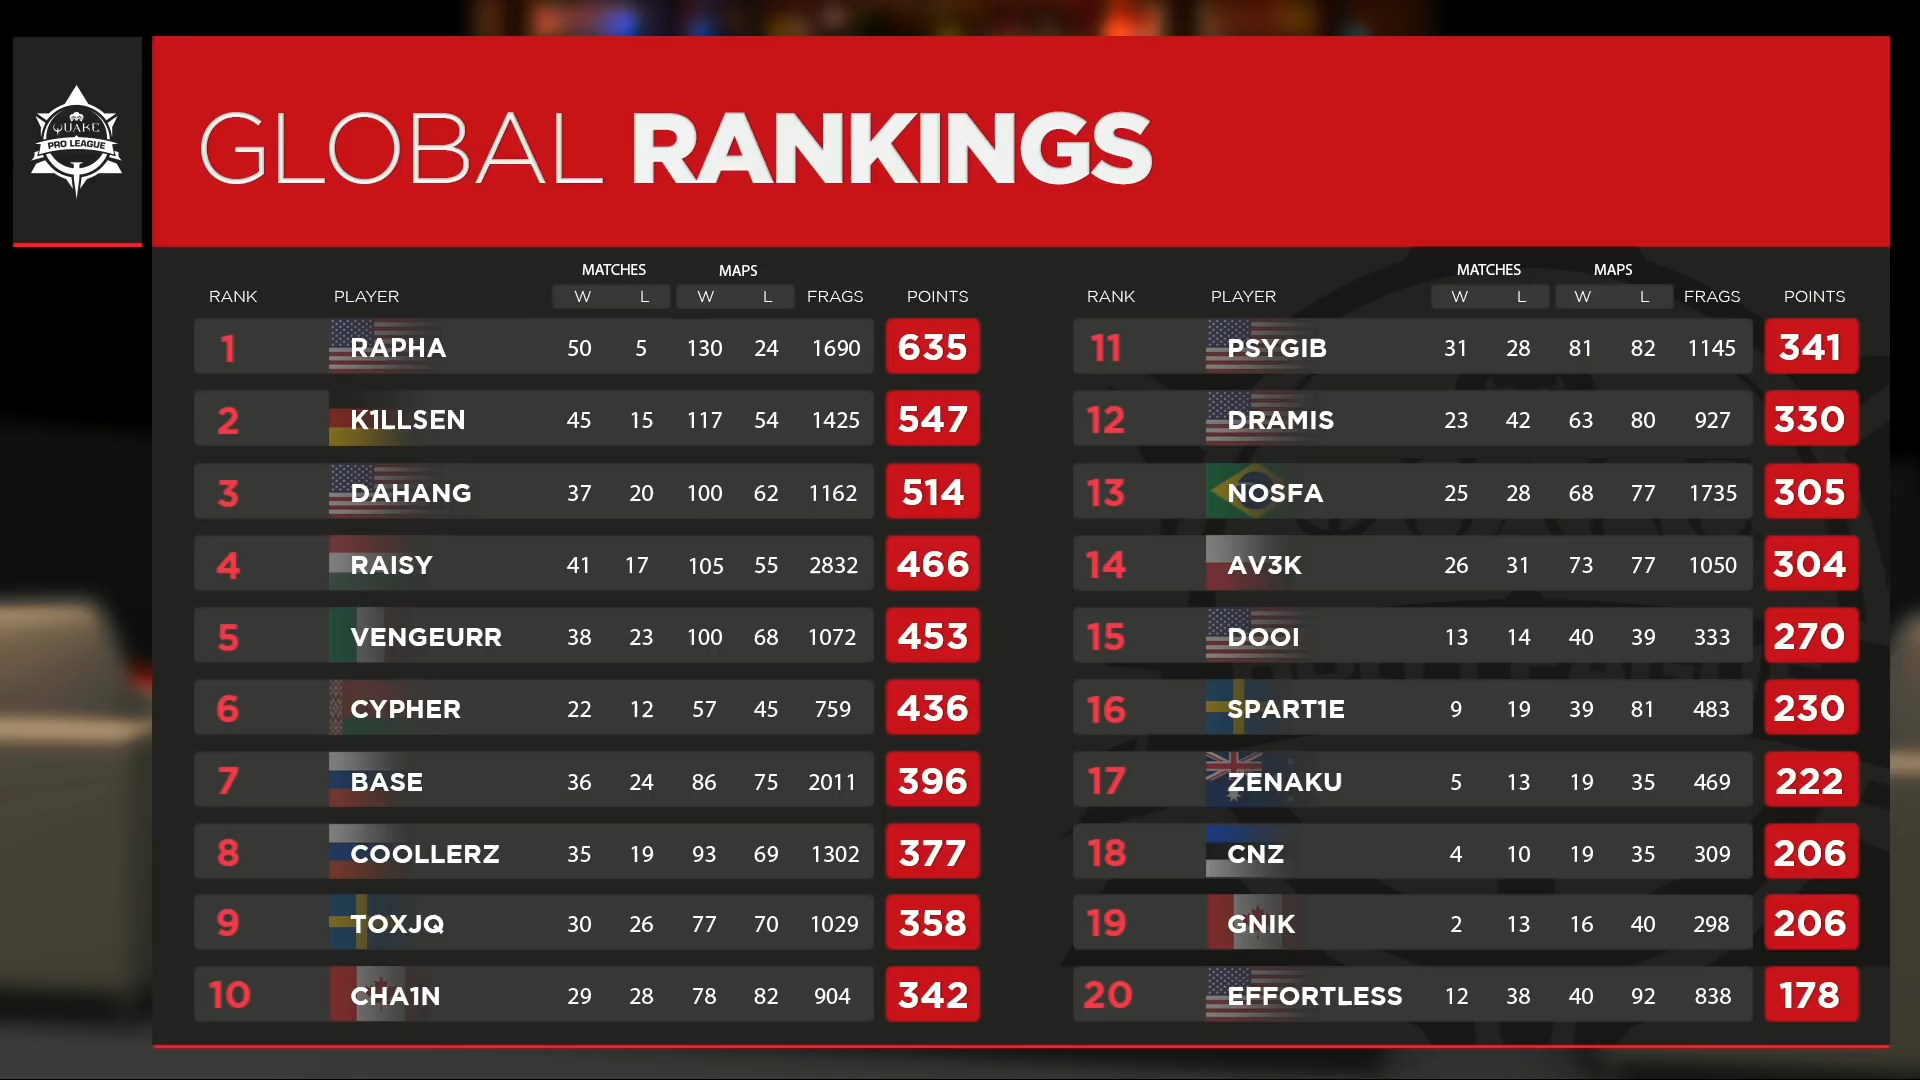 QUAKE
PRO LEAGUE
GLOBAL RANKINGS
MATCHES MAPS
RANK PLAYER W L W L FRAGS POINTS
1 RAPHA 50 5 130 24 1690 635
2 K1LLSEN 45 15 117 54 1425 547
3 DAHANG 37 20 100 62 1162 514
4 RAISY 41 17 105 55 2832 466
5 VENGEURR 38 23 100 68 1072 453
6 CYPHER 22 12 57 45 759 436
7 BASE 36 24 86 75 2011 396
8 COOLLERZ 35 19 93 69 1302 377
9 TOXJQ 30 26 77 70 1029 358
10 CHA1N 29 28 78 82 904 342
MATCHES MAPS
RANK PLAYER W L W L FRAGS POINTS
11 PSYGIB 31 28 81 82 1145 341
12 DRAMIS 23 42 63 80 927 330
13 NOSFA 25 28 68 77 1735 305
14 AV3K 26 31 73 77 1050 304
15 DOOI 13 14 40 39 333 270
16 SPART1E 9 19 39 81 483 230
17 ZENAKU 5 13 19 35 469 222
18 CNZ 4 10 19 35 309 206
19 GNIK 2 13 16 40 298 206
20 EFFORTLESS 12 38 40 92 838 178